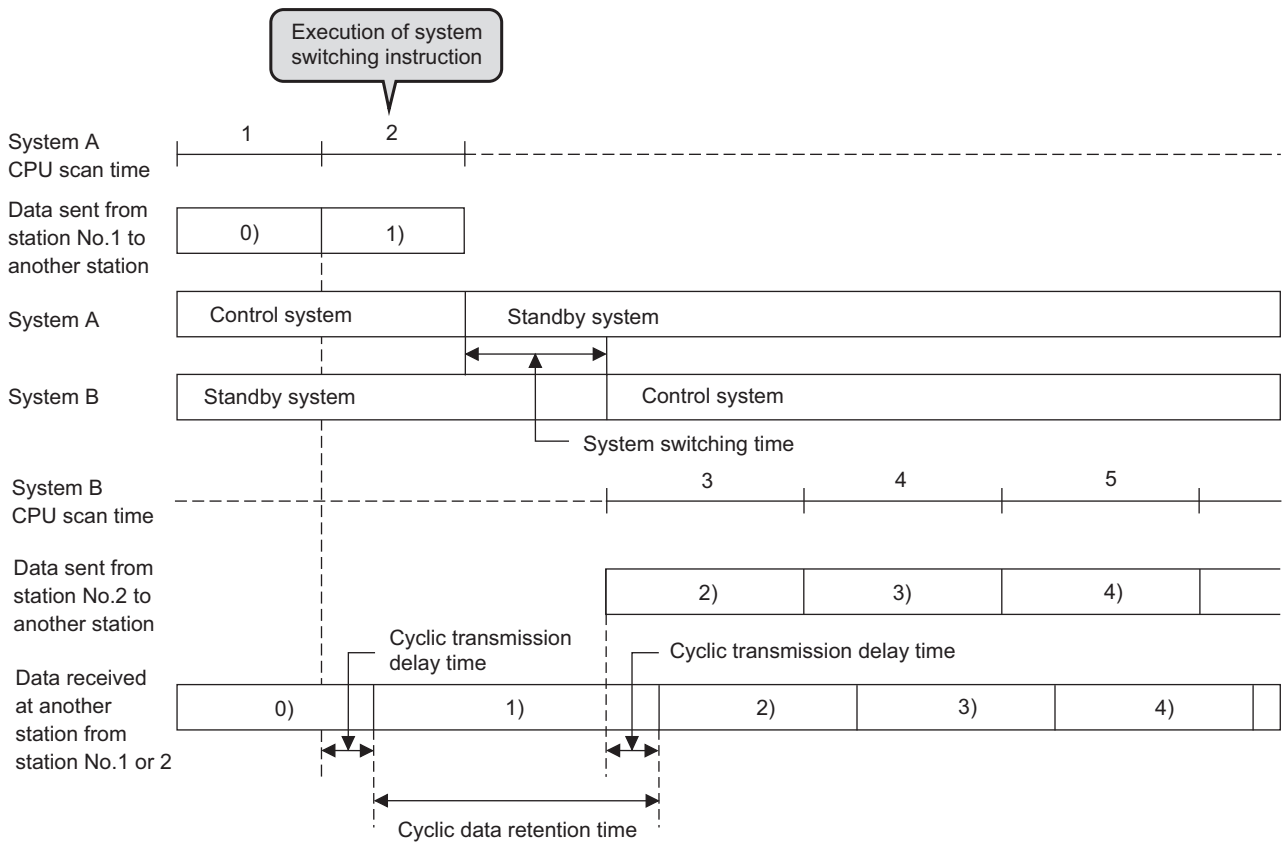 Execution of system
switching instruction
1
2
System A
CPU scan time
Data sent from
station No.1 to
another station
0)
1)
System A
Control system
Standby system
System B
Standby system
Control system
System switching time
System B
CPU scan time
3
4
5
Data sent from
station No.2 to
another station
2)
3)
4)
Cyclic transmission
delay time
Cyclic transmission delay time
Data received
at another
station from
station No.1 or 2
0)
1)
2)
3)
4)
Cyclic data retention time